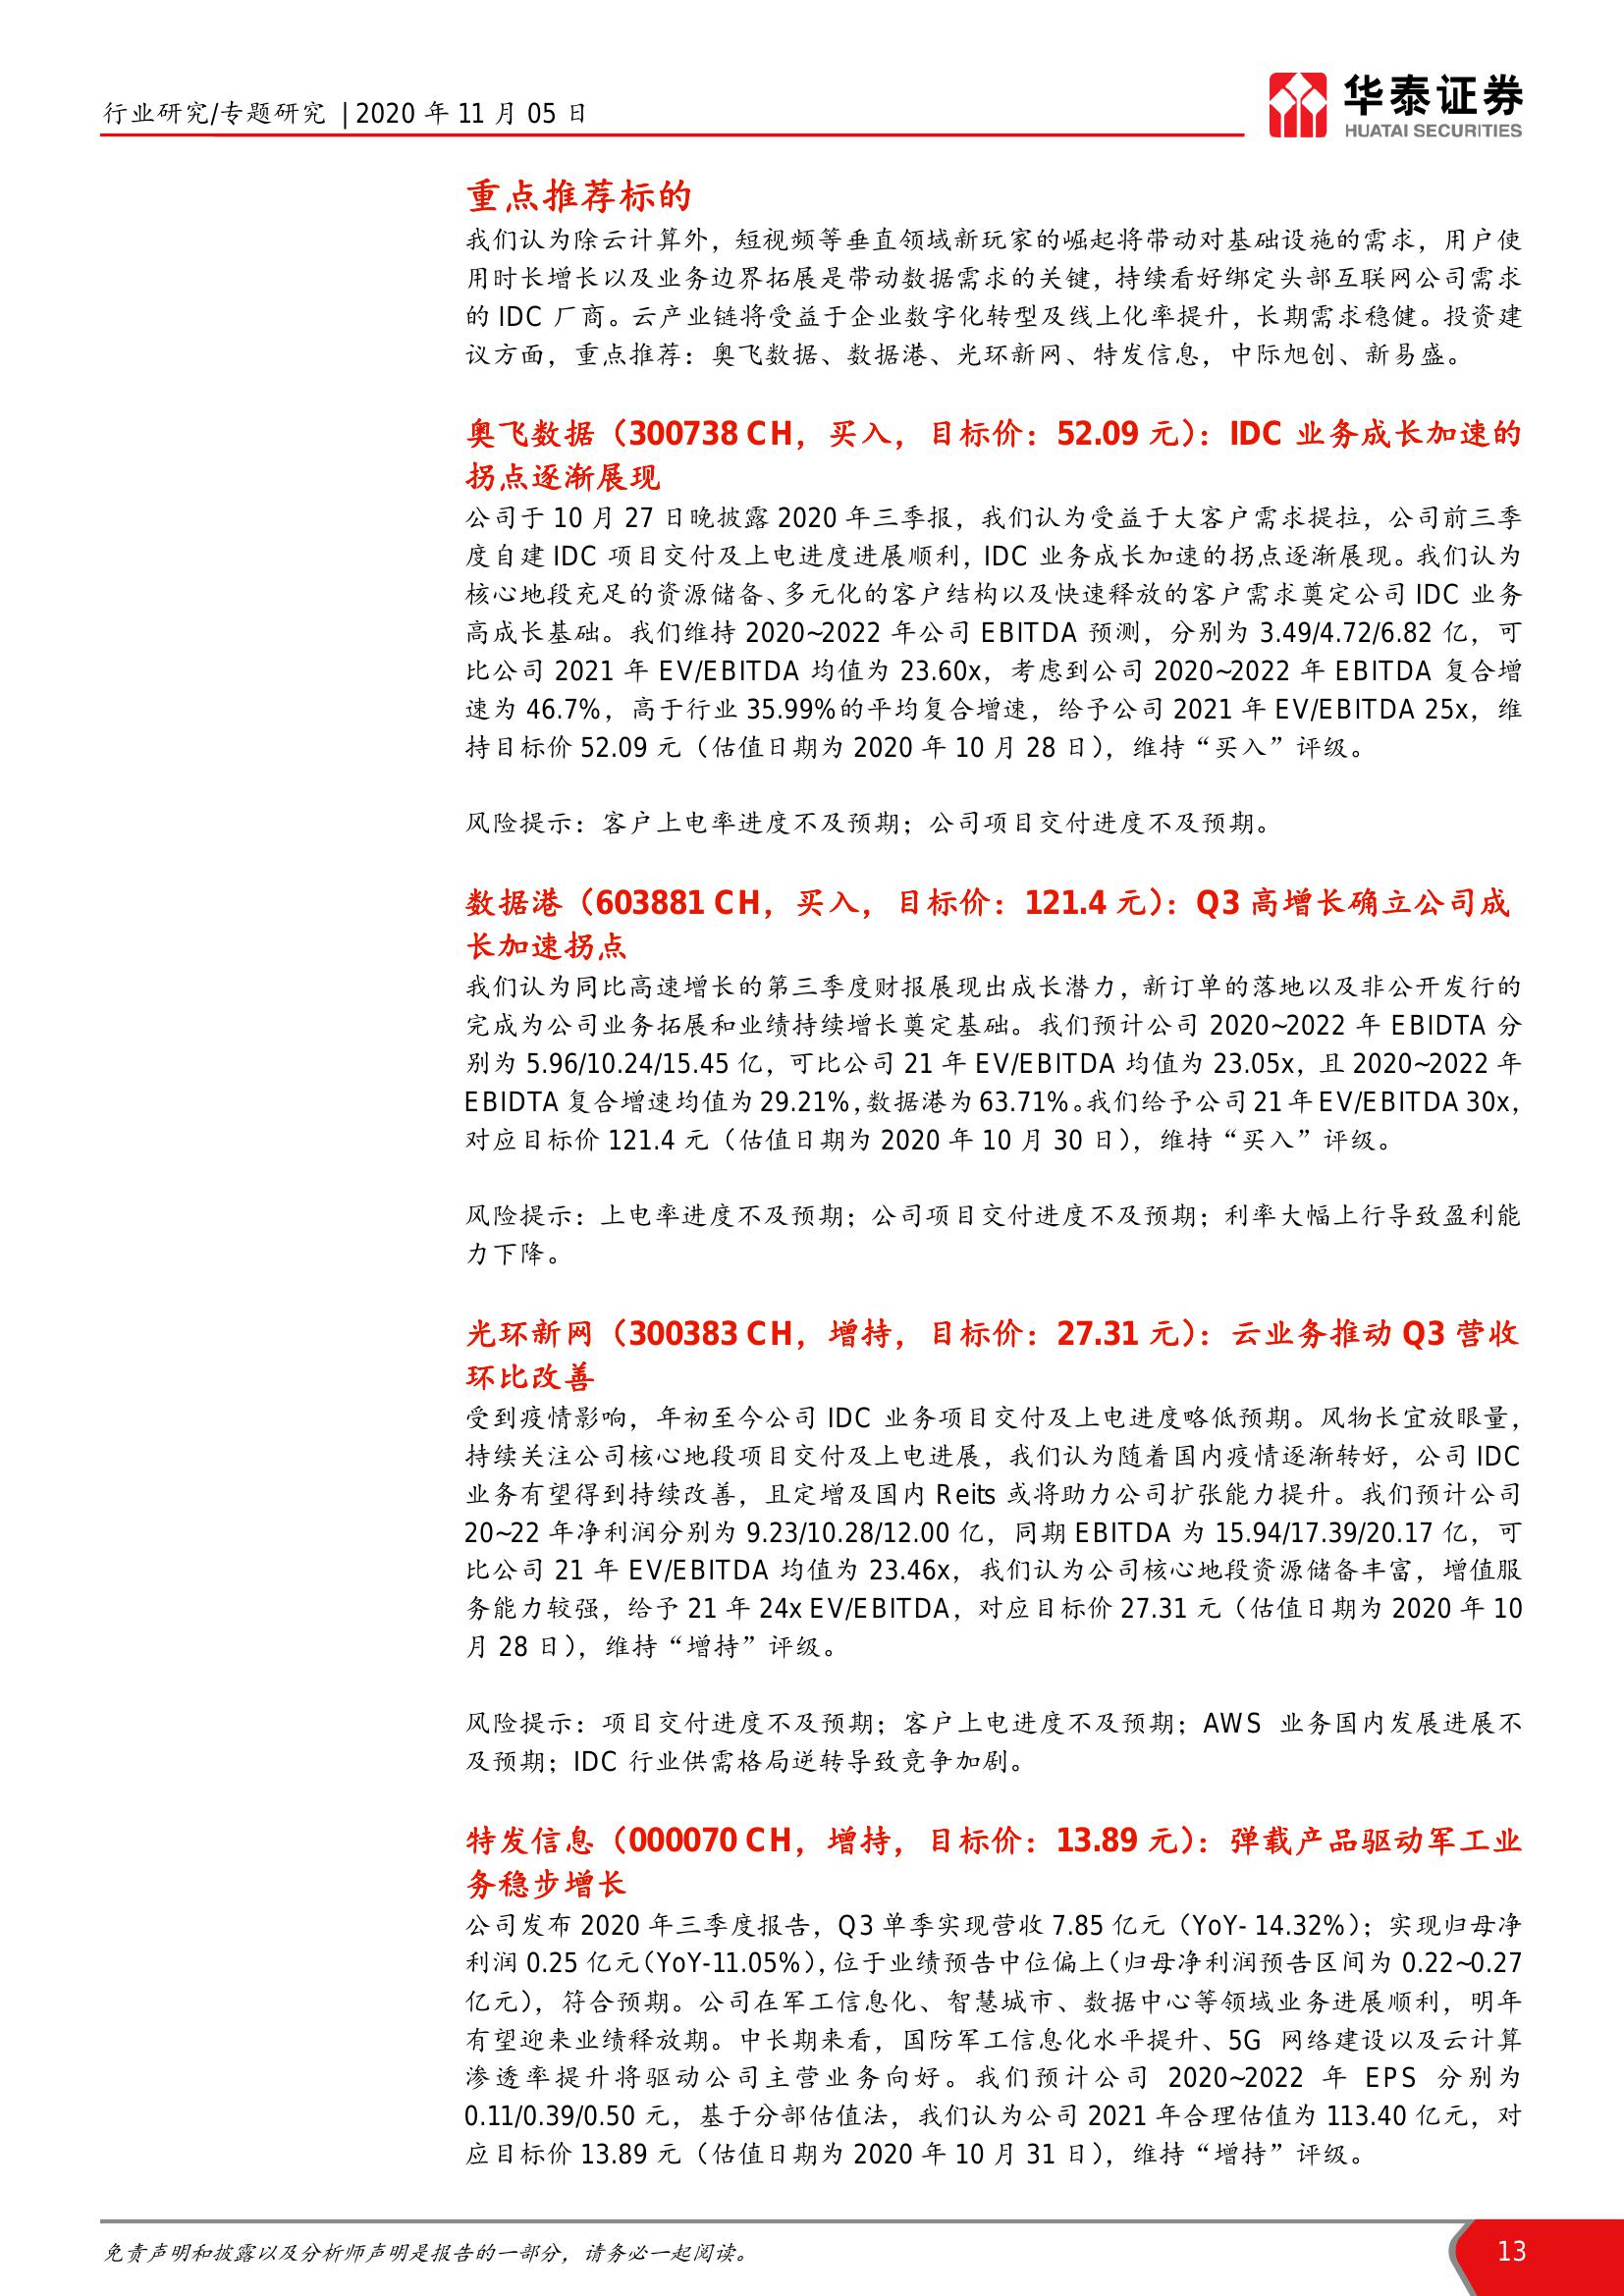 行业研究/专题研究 | 2020 年 11 月 05 日
华泰证券
HUATAI SECURITIES
重点推荐标的
我们认为除云计算外，短视频等垂直领域新玩家的崛起将带动对基础设施的需求，用户使
用时长增长以及业务边界拓展是带动数据需求的关键，持续看好绑定头部互联网公司需求
的 IDC 厂商。云产业链将受益于企业数字化转型及线上化率提升，长期需求稳健。投资建
议方面，重点推荐：奥飞数据、数据港、光环新网、特发信息，中际旭创、新易盛。
奥飞数据（300738 CH，买入，目标价：52.09 元）：IDC 业务成长加速的
拐点逐渐展现
公司于 10 月 27 日晚披露 2020 年三季报，我们认为受益于大客户需求提拉，公司前三季
度自建 IDC 项目交付及上电进度进展顺利，IDC 业务成长加速的拐点逐渐展现。我们认为
核心地段充足的资源储备、多元化的客户结构以及快速释放的客户需求奠定公司 IDC 业务
高成长基础。我们维持 2020~2022 年公司 EBITDA 预测，分别为 3.49/4.72/6.82 亿，可
比公司 2021 年 EV/EBITDA 均值为 23.60x，考虑到公司 2020~2022 年 EBITDA 复合增
速为 46.7%，高于行业 35.99%的平均复合增速，给予公司 2021 年 EV/EBITDA 25x，维
持目标价 52.09 元（估值日期为 2020 年 10 月 28 日），维持“买入”评级。
风险提示：客户上电率进度不及预期；公司项目交付进度不及预期。
数据港（603881 CH，买入，目标价：121.4 元）：Q3 高增长确立公司成
长加速拐点
我们认为同比高速增长的第三季度财报展现出成长潜力，新订单的落地以及非公开发行的
完成为公司业务拓展和业绩持续增长奠定基础。我们预计公司 2020~2022 年 EBIDTA 分
别为 5.96/10.24/15.45 亿，可比公司 21 年 EV/EBITDA 均值为 23.05x，且 2020~2022 年
EBIDTA 复合增速均值为 29.21%，数据港为 63.71%。我们给予公司 21 年 EV/EBITDA 30x，
对应目标价 121.4 元（估值日期为 2020 年 10 月 30 日），维持“买入”评级。
风险提示：上电率进度不及预期；公司项目交付进度不及预期；利率大幅上行导致盈利能
力下降。
光环新网（300383 CH，增持，目标价：27.31 元）：云业务推动 Q3 营收
环比改善
受到疫情影响，年初至今公司 IDC 业务项目交付及上电进度略低预期。风物长宜放眼量，
持续关注公司核心地段项目交付及上电进展，我们认为随着国内疫情逐渐转好，公司 IDC
业务有望得到持续改善，且定增及国内 Reits 或将助力公司扩张能力提升。我们预计公司
20~22 年净利润分别为 9.23/10.28/12.00 亿，同期 EBITDA 为 15.94/17.39/20.17 亿，可
比公司 21 年 EV/EBITDA 均值为 23.46x，我们认为公司核心地段资源储备丰富，增值服
务能力较强，给予 21 年 24x EV/EBITDA，对应目标价 27.31 元（估值日期为 2020 年 10
月 28 日），维持“增持”评级。
风险提示：项目交付进度不及预期；客户上电进度不及预期；AWS 业务国内发展进展不
及预期；IDC 行业供需格局逆转导致竞争加剧。
特发信息（000070 CH，增持，目标价：13.89 元）：弹载产品驱动军工业
务稳步增长
公司发布 2020 年三季度报告，Q3 单季实现营收 7.85 亿元（YoY- 14.32%）；实现归母净
利润 0.25 亿元（YoY-11.05%），位于业绩预告中位偏上（归母净利润预告区间为 0.22~0.27
亿元），符合预期。公司在军工信息化、智慧城市、数据中心等领域业务进展顺利，明年
有望迎来业绩释放期。中长期来看，国防军工信息化水平提升、5G 网络建设以及云计算
渗透率提升将驱动公司主营业务向好。我们预计公司 2020~2022 年 EPS 分别为
0.11/0.39/0.50 元，基于分部估值法，我们认为公司 2021 年合理估值为 113.40 亿元，对
应目标价 13.89 元（估值日期为 2020 年 10 月 31 日），维持“增持”评级。
免责声明和披露以及分析师声明是报告的一部分，请务必一起阅读。
13